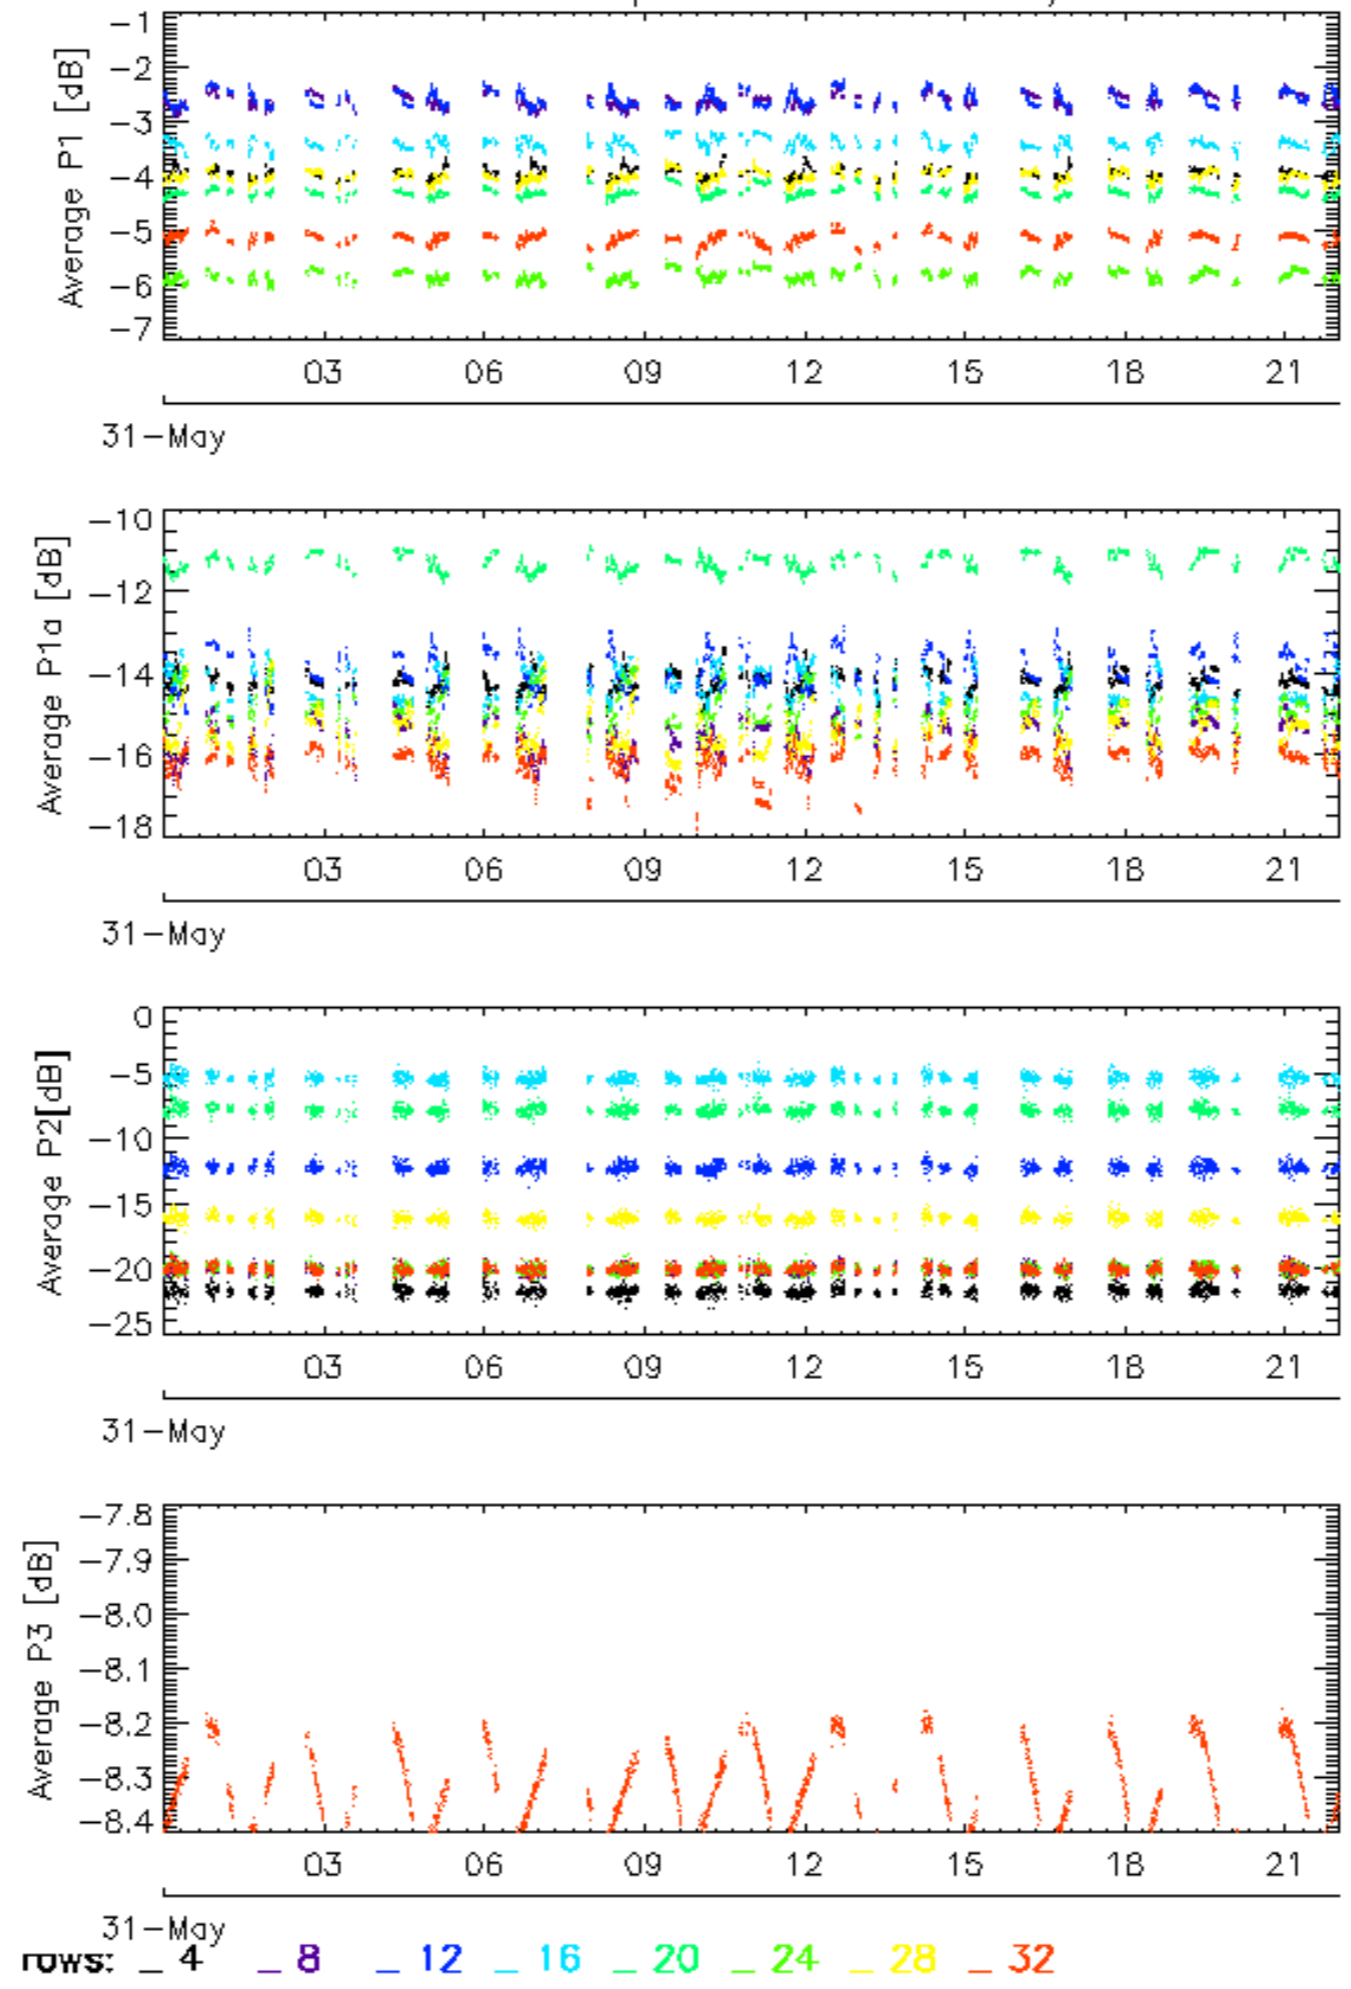 Average P1 [dB]
-1
-2
-3
-4
-5
-6
-7
03 06 09 12 15 18 21
31-May
Average P1a [dB]
-10
-12
-14
-16
-18
03 06 09 12 15 18 21
31-May
Average P2[dB]
0
-5
-10
-15
-20
-25
03 06 09 12 15 18 21
31-May
Average P3 [dB]
-7.8
-7.9
-8.0
-8.1
-8.2
-8.3
-8.4
03 06 09 12 15 18 21
31-May
rows: _ 4 _ 8 _ 12 _ 16 _ 20 _ 24 _ 28 _ 32